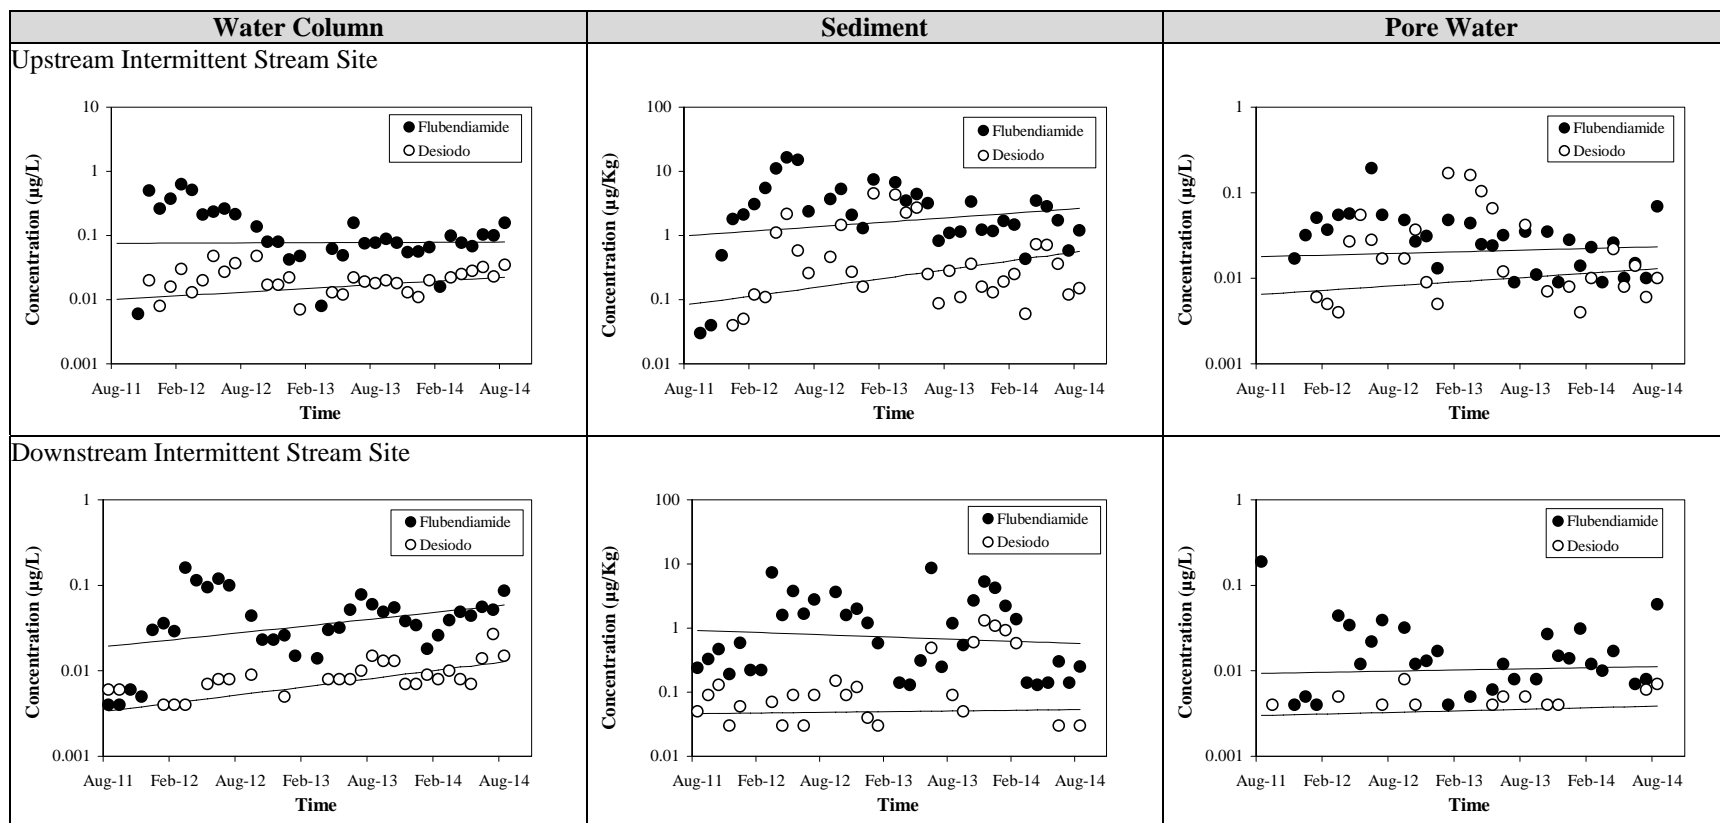 Water Column
Sediment
Pore Water
Upstream Intermittent Stream Site
10
1
0.1
0.01
0.001
Concentration (µg/L)
Flubendiamide
Desiodo
Aug-11 Feb-12 Aug-12 Feb-13 Aug-13 Feb-14 Aug-14
Time
100
10
1
0.1
0.01
Concentration (µg/Kg)
Flubendiamide
Desiodo
Aug-11 Feb-12 Aug-12 Feb-13 Aug-13 Feb-14 Aug-14
Time
1
0.1
0.01
0.001
Concentration (µg/L)
Flubendiamide
Desiodo
Aug-11 Feb-12 Aug-12 Feb-13 Aug-13 Feb-14 Aug-14
Time
Downstream Intermittent Stream Site
1
0.1
0.01
0.001
Concentration (µg/L)
Flubendiamide
Desiodo
Aug-11 Feb-12 Aug-12 Feb-13 Aug-13 Feb-14 Aug-14
Time
100
10
1
0.1
0.01
Concentration (µg/Kg)
Flubendiamide
Desiodo
Aug-11 Feb-12 Aug-12 Feb-13 Aug-13 Feb-14 Aug-14
Time
1
0.1
0.01
0.001
Concentration (µg/L)
Flubendiamide
Desiodo
Aug-11 Feb-12 Aug-12 Feb-13 Aug-13 Feb-14 Aug-14
Time